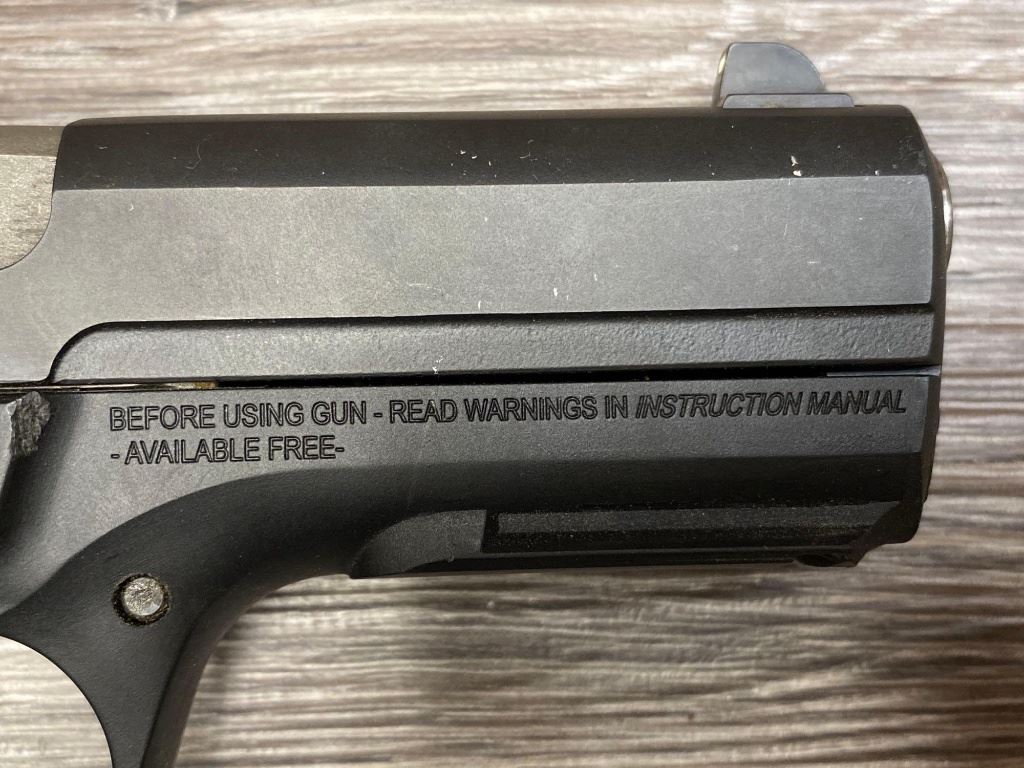 BEFORE USING GUN - READ WARNINGS IN INSTRUCTION MANUAL
- AVAILABLE FREE-